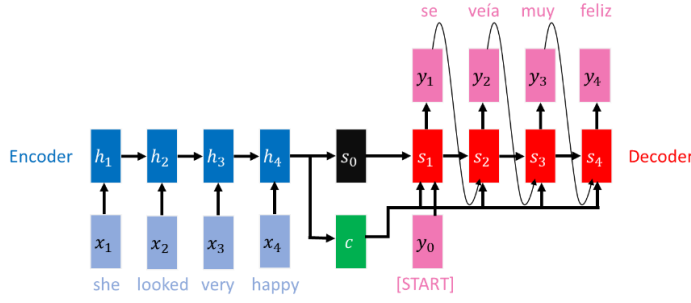 se veía muy feliz
y₁ y₂ y₃ y₄
Encoder h₁ h₂ h₃ h₄ s₀ s₁ s₂ s₃ s₄ Decoder
x₁ x₂ x₃ x₄ c y₀
she looked very happy [START]